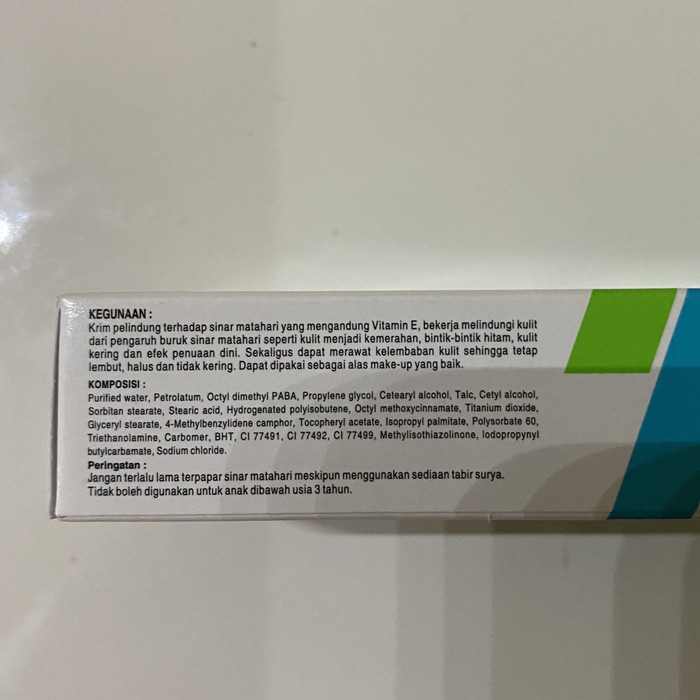 KEGUNAAN :
Krim pelindung terhadap sinar matahari yang mengandung Vitamin E, bekerja melindungi kulit
dari pengaruh buruk sinar matahari seperti kulit menjadi kemerahan, bintik-bintik hitam, kulit
kering dan efek penuaan dini. Sekaligus dapat merawat kelembaban kulit sehingga tetap
lembut, halus dan tidak kering. Dapat dipakai sebagai alas make-up yang baik.
KOMPOSISI :
Purified water, Petrolatum, Octyl dimethyl PABA, Propylene glycol, Cetearyl alcohol, Talc, Cetyl alcohol,
Sorbitan stearate, Stearic acid, Hydrogenated polyisobutene, Octyl methoxycinnamate, Titanium dioxide,
Glyceryl stearate, 4-Methylbenzylidene camphor, Tocopheryl acetate, Isopropyl palmitate, Polysorbate 60,
Triethanolamine, Carbomer, BHT, CI 77491, CI 77492, CI 77499, Methylisothiazolinone, Iodopropynyl
butylcarbamate, Sodium chloride.
Peringatan :
Jangan terlalu lama terpapar sinar matahari meskipun menggunakan sediaan tabir surya.
Tidak boleh digunakan untuk anak dibawah usia 3 tahun.